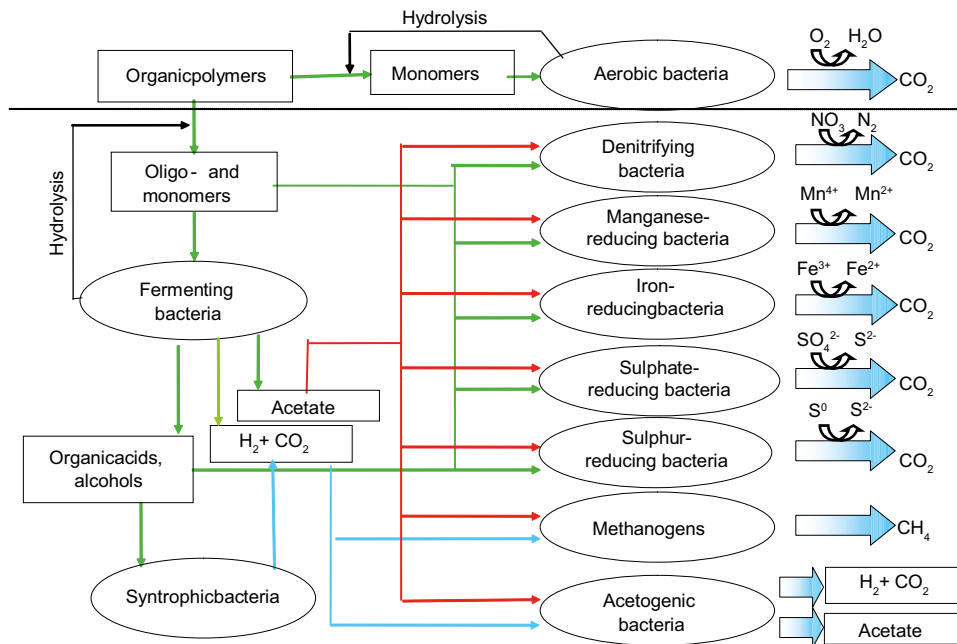 Hydrolysis
O₂ H₂O
Organicpolymers
Monomers
Aerobic bacteria
CO₂
NO₃ N₂
Hydrolysis
Oligo- and
monomers
Denitrifying
bacteria
CO₂
Mn⁴⁺ Mn²⁺
Manganese-
reducing bacteria
CO₂
Fermenting
bacteria
Fe³⁺ Fe²⁺
Iron-
reducingbacteria
CO₂
SO₄²⁻ S²⁻
Sulphate-
reducing bacteria
CO₂
Acetate
H₂+ CO₂
S⁰ S²⁻
Organicacids,
alcohols
Sulphur-
reducing bacteria
CO₂
Methanogens
CH₄
Syntrophicbacteria
Acetogenic
bacteria
H₂+ CO₂
Acetate